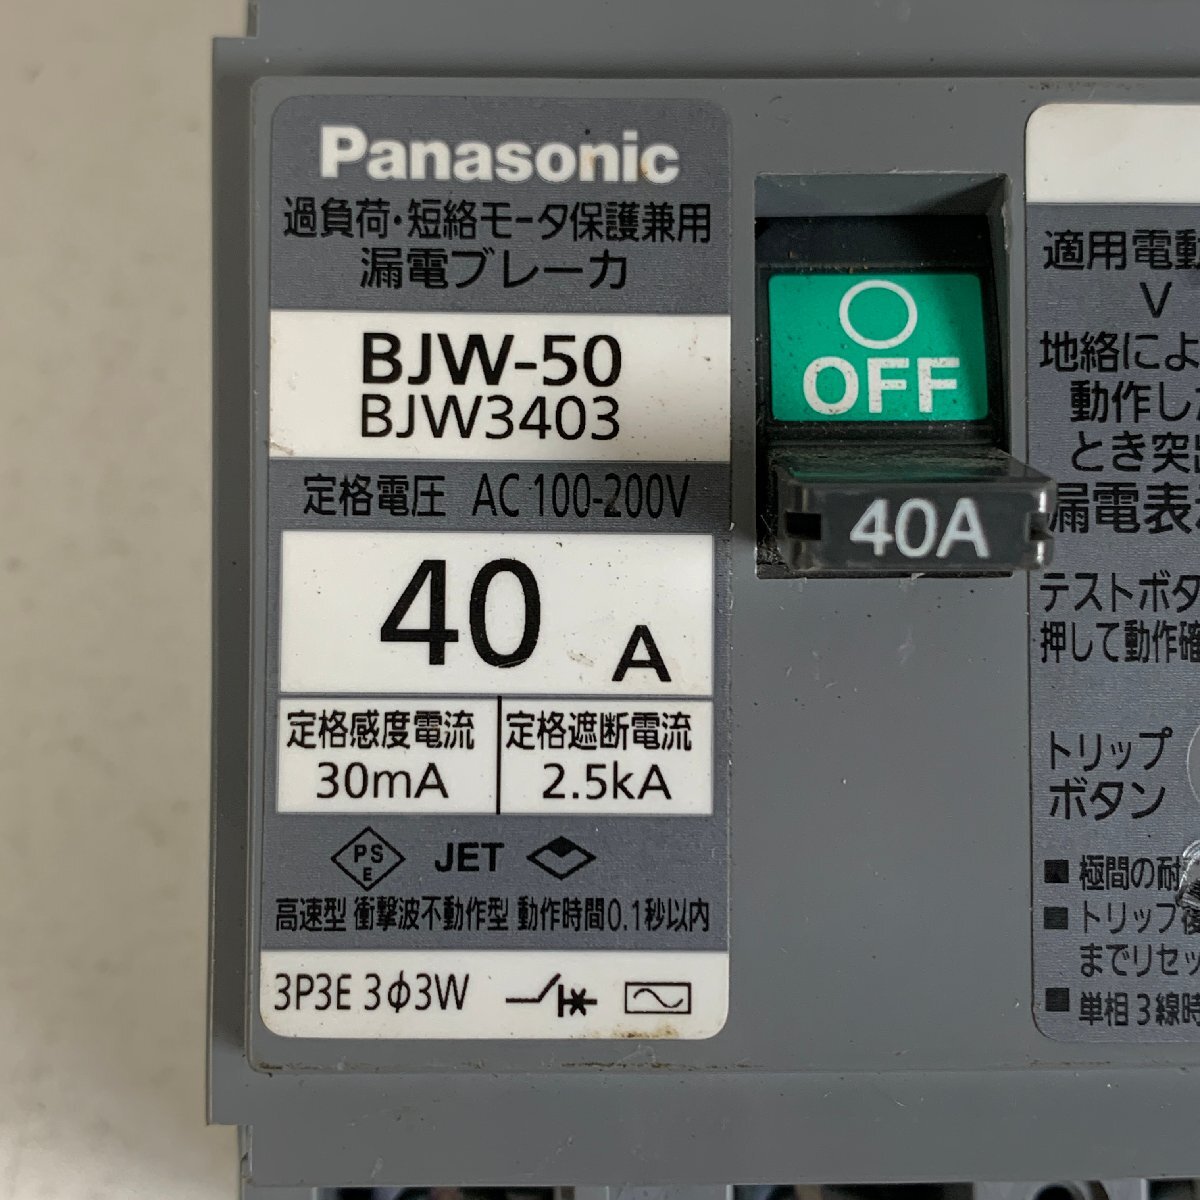 Panasonic
過負荷・短絡モータ保護兼用
漏電ブレーカ
BJW-50
BJW3403
定格電圧 AC 100-200V
40 A
定格感度電流
30mA
定格遮断電流
2.5kA
PS
E
JET
高速型 衝撃波不動作型 動作時間0.1秒以内
3P3E 3φ3W
OFF
40A
適用電動
V
地絡によ
動作し
とき突出
漏電表
テストボタ
押して動作確
トリップ
ボタン
■ 極間の耐
■ トリップ後
までリセッ
■ 単相3線時